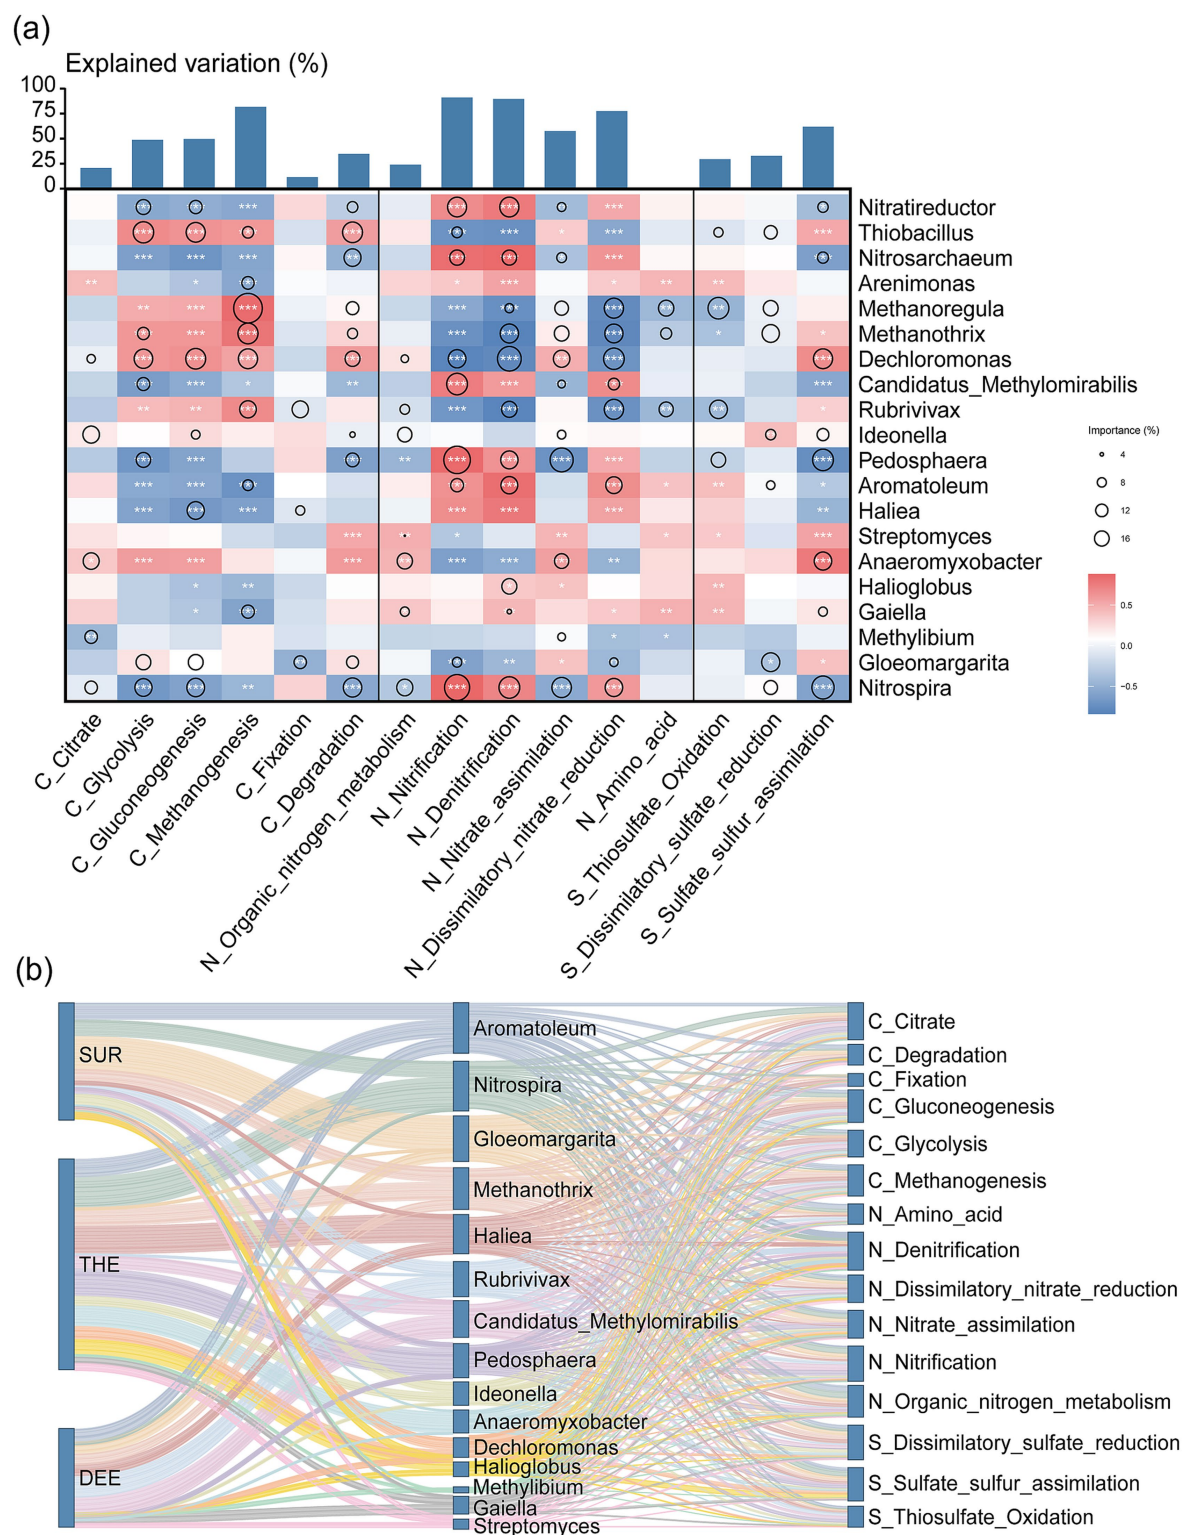 (a)
Explained variation (%)
100
75
50
25
0
Nitratireductor
Thiobacillus
Nitrosarchaeum
Arenimonas
Methanoregula
Methanothrix
Dechloromonas
Candidatus_Methylomirabilis
Rubrivivax
Ideonella
Pedosphaera
Aromatoleum
Haliea
Streptomyces
Anaeromyxobacter
Halioglobus
Gaiella
Methylibium
Gloeomargarita
Nitrospira
Importance (%)
4
8
12
16
0.5
0.0
−0.5
C_Citrate
C_Glycolysis
C_Gluconeogenesis
C_Methanogenesis
C_Fixation
C_Degradation
N_Organic_nitrogen_metabolism
N_Nitrification
N_Denitrification
N_Nitrate_assimilation
N_Dissimilatory_nitrate_reduction
N_Amino_acid
S_Thiosulfate_Oxidation
S_Dissimilatory_sulfate_reduction
S_Sulfate_sulfur_assimilation
(b)
SUR
THE
DEE
Aromatoleum
Nitrospira
Gloeomargarita
Methanothrix
Haliea
Rubrivivax
Candidatus_Methylomirabilis
Pedosphaera
Ideonella
Anaeromyxobacter
Dechloromonas
Halioglobus
Methylibium
Gaiella
Streptomyces
C_Citrate
C_Degradation
C_Fixation
C_Gluconeogenesis
C_Glycolysis
C_Methanogenesis
N_Amino_acid
N_Denitrification
N_Dissimilatory_nitrate_reduction
N_Nitrate_assimilation
N_Nitrification
N_Organic_nitrogen_metabolism
S_Dissimilatory_sulfate_reduction
S_Sulfate_sulfur_assimilation
S_Thiosulfate_Oxidation